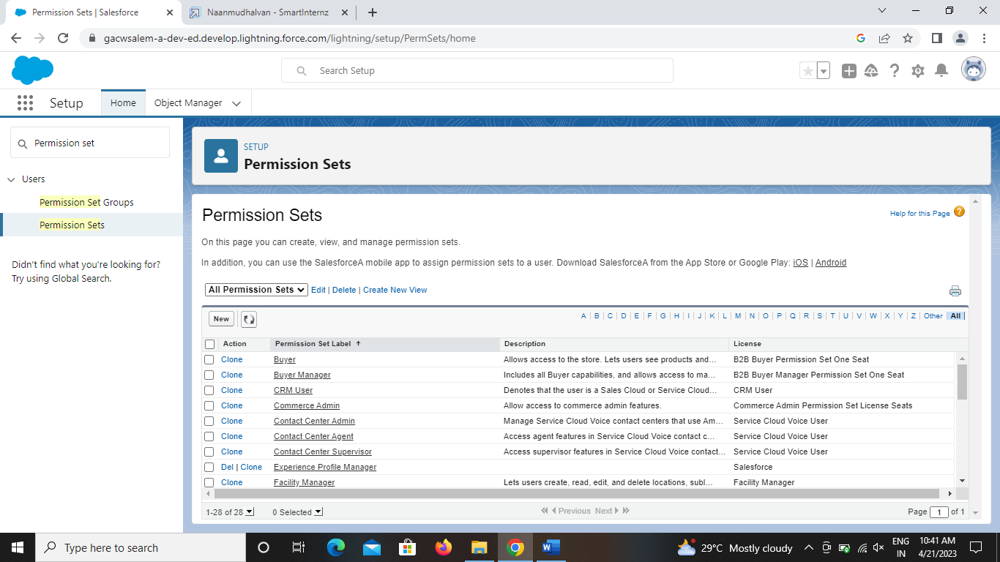 Permission Sets | Salesforce
Naanmudhalvan - SmartInternz
gacwsalem-a-dev-ed.develop.lightning.force.com/lightning/setup/PermSets/home
Search Setup
Setup
Home
Object Manager
Permission set
Users
Permission Set Groups
Permission Sets
Didn't find what you're looking for?
Try using Global Search.
SETUP
Permission Sets
Permission Sets
Help for this Page ?
On this page you can create, view, and manage permission sets.
In addition, you can use the SalesforceA mobile app to assign permission sets to a user. Download SalesforceA from the App Store or Google Play: iOS | Android
All Permission Sets Edit | Delete | Create New View
New
A | B | C | D | E | F | G | H | I | J | K | L | M | N | O | P | Q | R | S | T | U | V | W | X | Y | Z | Other | All
Action Permission Set Label ↑ Description License
Clone Buyer Allows access to the store. Lets users see products and... B2B Buyer Permission Set One Seat
Clone Buyer Manager Includes all Buyer capabilities, and allows access to ma... B2B Buyer Manager Permission Set One Seat
Clone CRM User Denotes that the user is a Sales Cloud or Service Cloud... CRM User
Clone Commerce Admin Allow access to commerce admin features. Commerce Admin Permission Set License Seats
Clone Contact Center Admin Manage Service Cloud Voice contact centers that use Am... Service Cloud Voice User
Clone Contact Center Agent Access agent features in Service Cloud Voice contact c... Service Cloud Voice User
Clone Contact Center Supervisor Access supervisor features in Service Cloud Voice contact... Service Cloud Voice User
Del | Clone Experience Profile Manager Salesforce
Clone Facility Manager Lets users create, read, edit, and delete locations, subl... Facility Manager
1-28 of 28 0 Selected Previous Next Page 1 of 1
Type here to search
29°C Mostly cloudy
ENG
IN
10:41 AM
4/21/2023